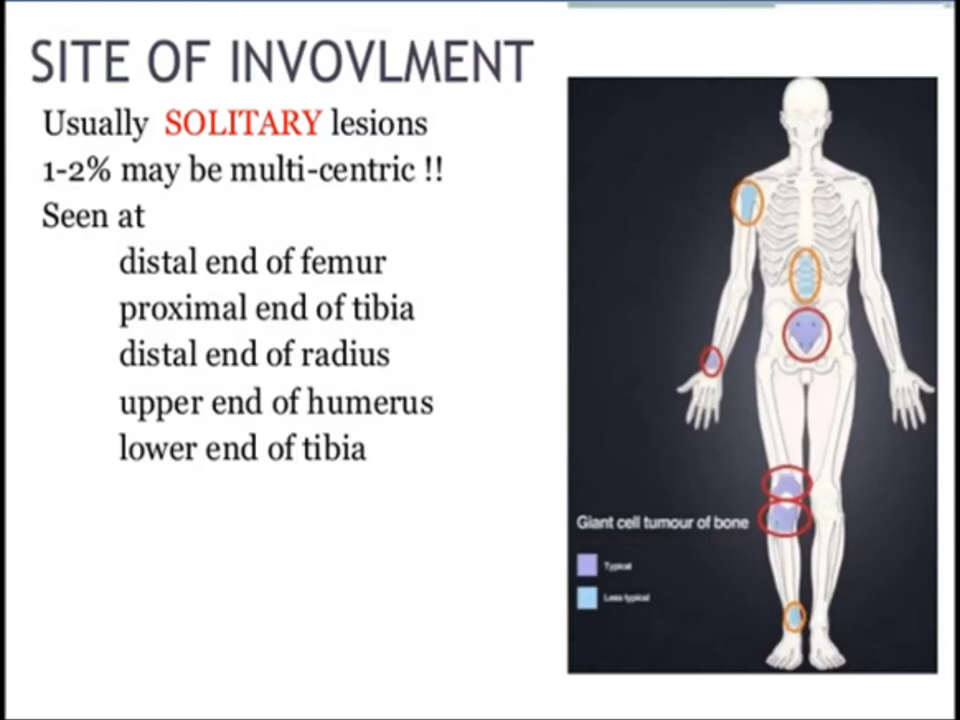 SITE OF INVOVLMENT
Usually SOLITARY lesions
1-2% may be multi-centric !!
Seen at
distal end of femur
proximal end of tibia
distal end of radius
upper end of humerus
lower end of tibia
Giant cell tumour of bone
Typical
Less typical